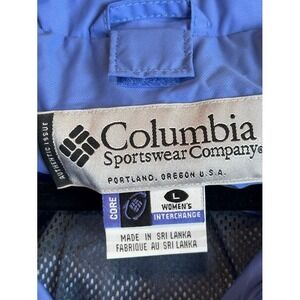 AUTHENTIC ISSUE
Columbia
Sportswear Company®
PORTLAND, OREGON U.S.A.
CORE
L
WOMEN'S
INTERCHANGE
MADE IN SRI LANKA
FABRIQUE AU SRI LANKA